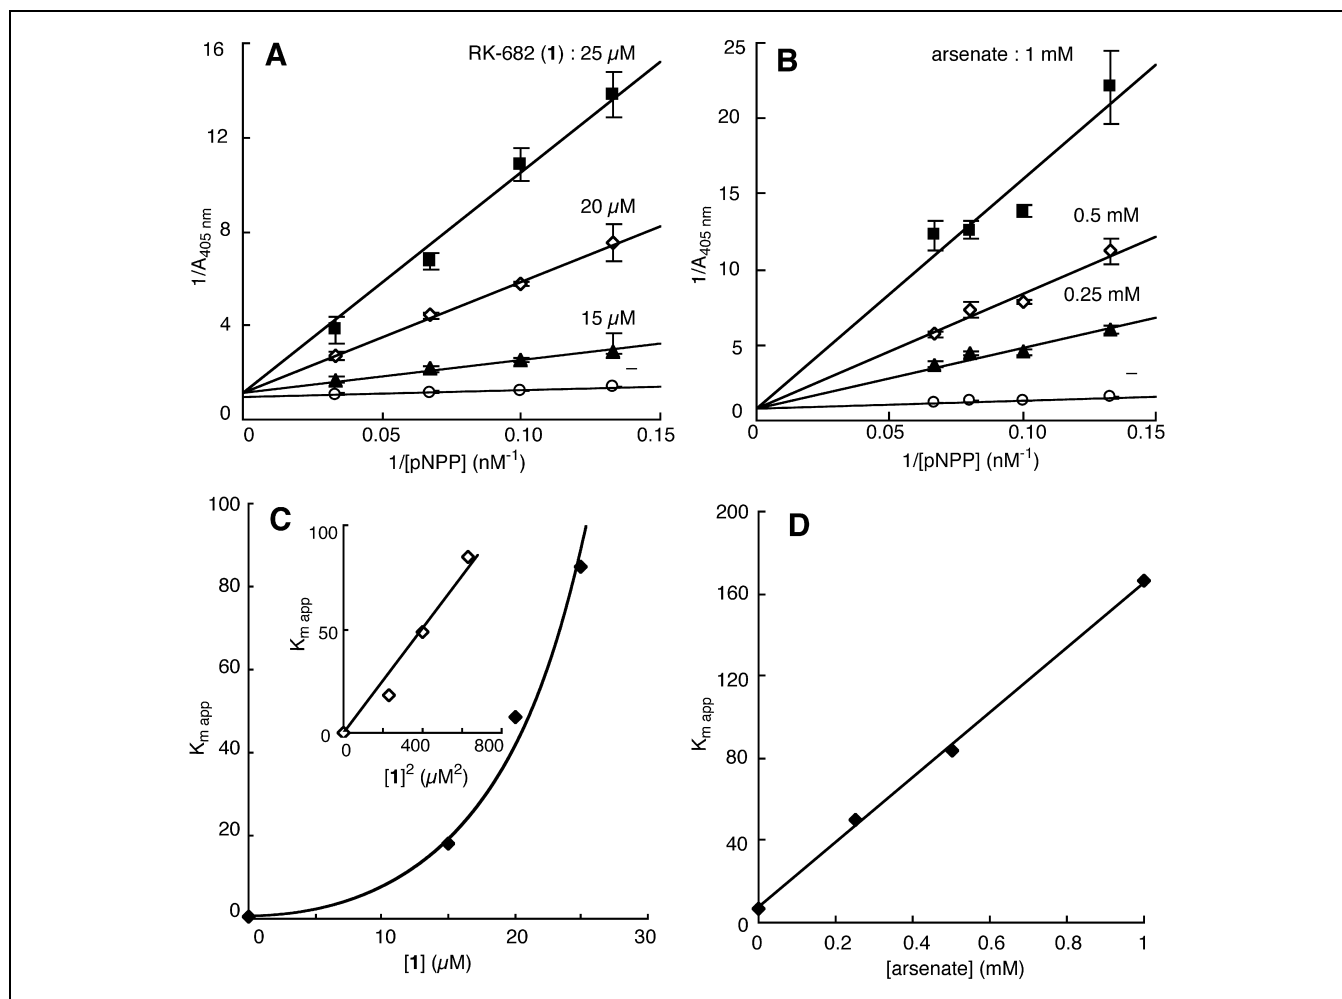 A
RK-682 (1) : 25 µM
20 µM
15 µM
–
16
12
8
4
0
1/A405 nm
0
0.05
0.10
0.15
1/[pNPP] (nM-1)
B
arsenate : 1 mM
0.5 mM
0.25 mM
–
25
20
15
10
5
0
1/A405 nm
0
0.05
0.10
0.15
1/[pNPP] (nM-1)
C
100
80
60
40
20
0
Km app
0
10
20
30
[1] (µM)
100
50
0
Km app
0
400
800
[1]2 (µM2)
D
200
160
120
80
40
0
Km app
0
0.2
0.4
0.6
0.8
1
[arsenate] (mM)